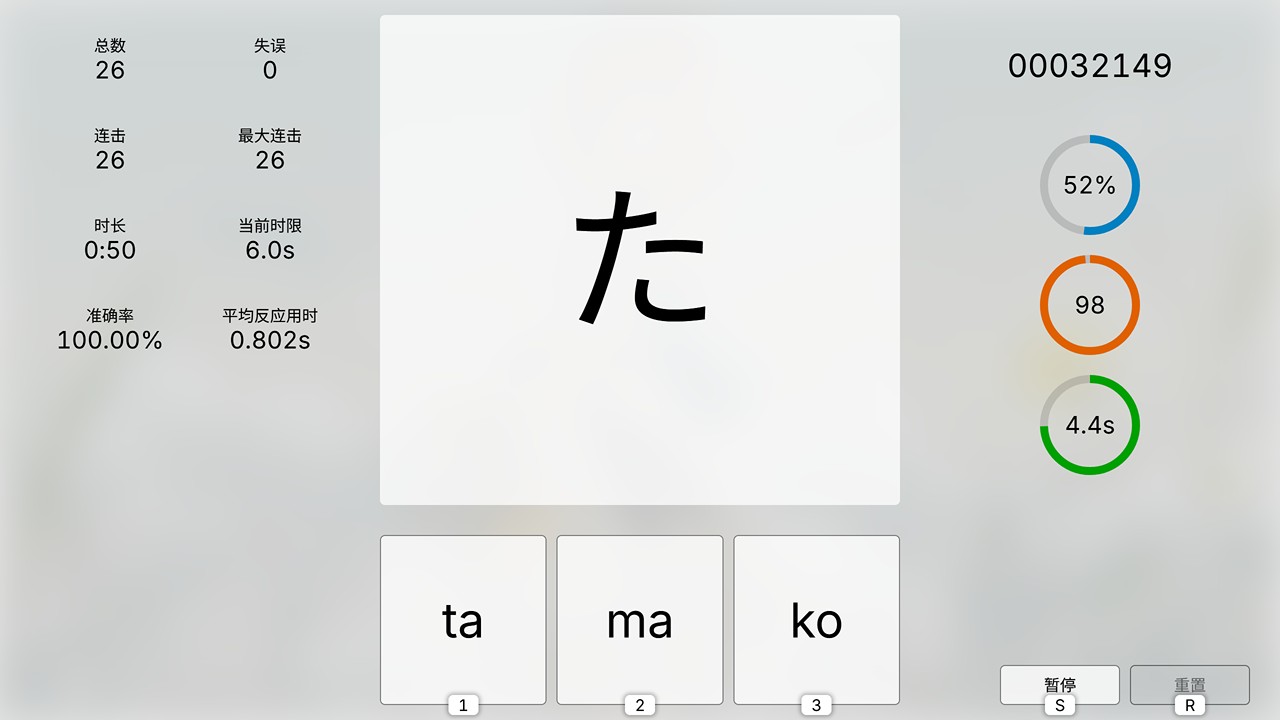 总数
26
失误
0
连击
26
最大连击
26
时长
0:50
当前时限
6.0s
准确率
100.00%
平均反应用时
0.802s
た
ta
1
ma
2
ko
3
00032149
52%
98
4.4s
暂停
S
重置
R